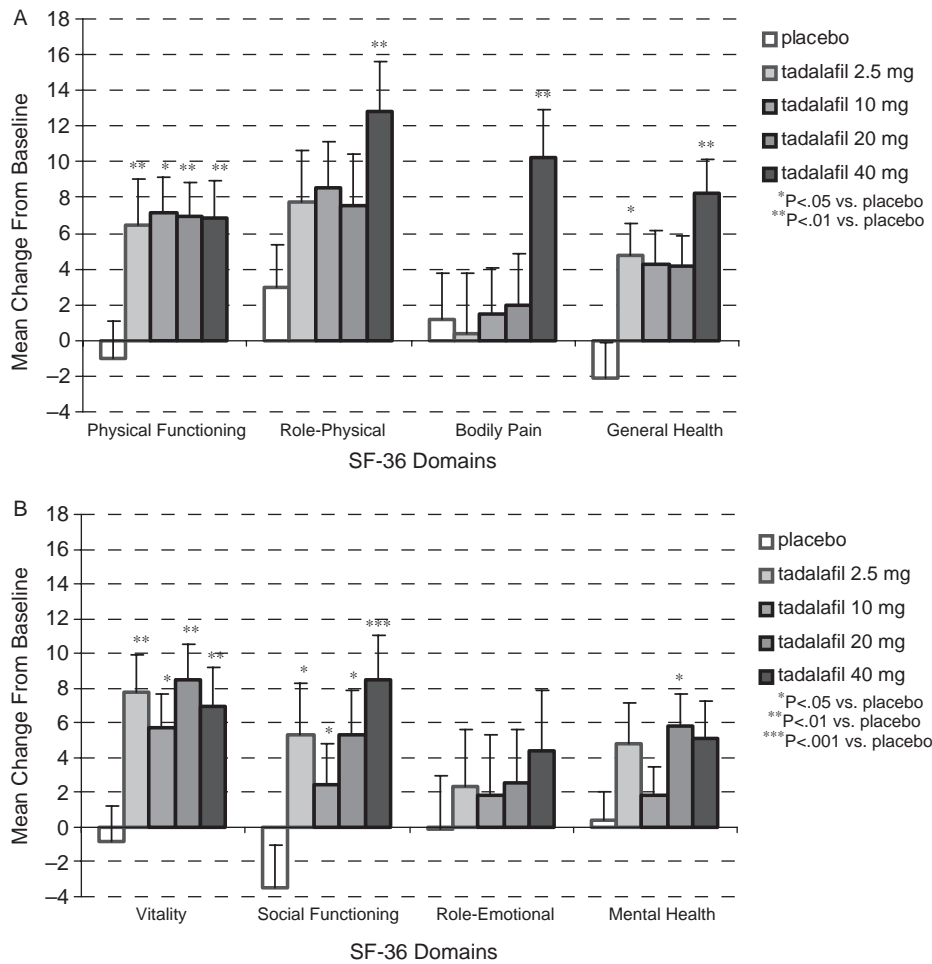 A
18
16
14
12
10
8
6
4
2
0
–2
–4
Mean Change From Baseline
** * ** **
**
**
* **
Physical Functioning Role-Physical Bodily Pain General Health
SF-36 Domains
placebo
tadalafil 2.5 mg
tadalafil 10 mg
tadalafil 20 mg
tadalafil 40 mg
*P<.05 vs. placebo
**P<.01 vs. placebo
B
18
16
14
12
10
8
6
4
2
0
–2
–4
Mean Change From Baseline
** * ** **
* * * ***
*
Vitality Social Functioning Role-Emotional Mental Health
SF-36 Domains
placebo
tadalafil 2.5 mg
tadalafil 10 mg
tadalafil 20 mg
tadalafil 40 mg
*P<.05 vs. placebo
**P<.01 vs. placebo
***P<.001 vs. placebo